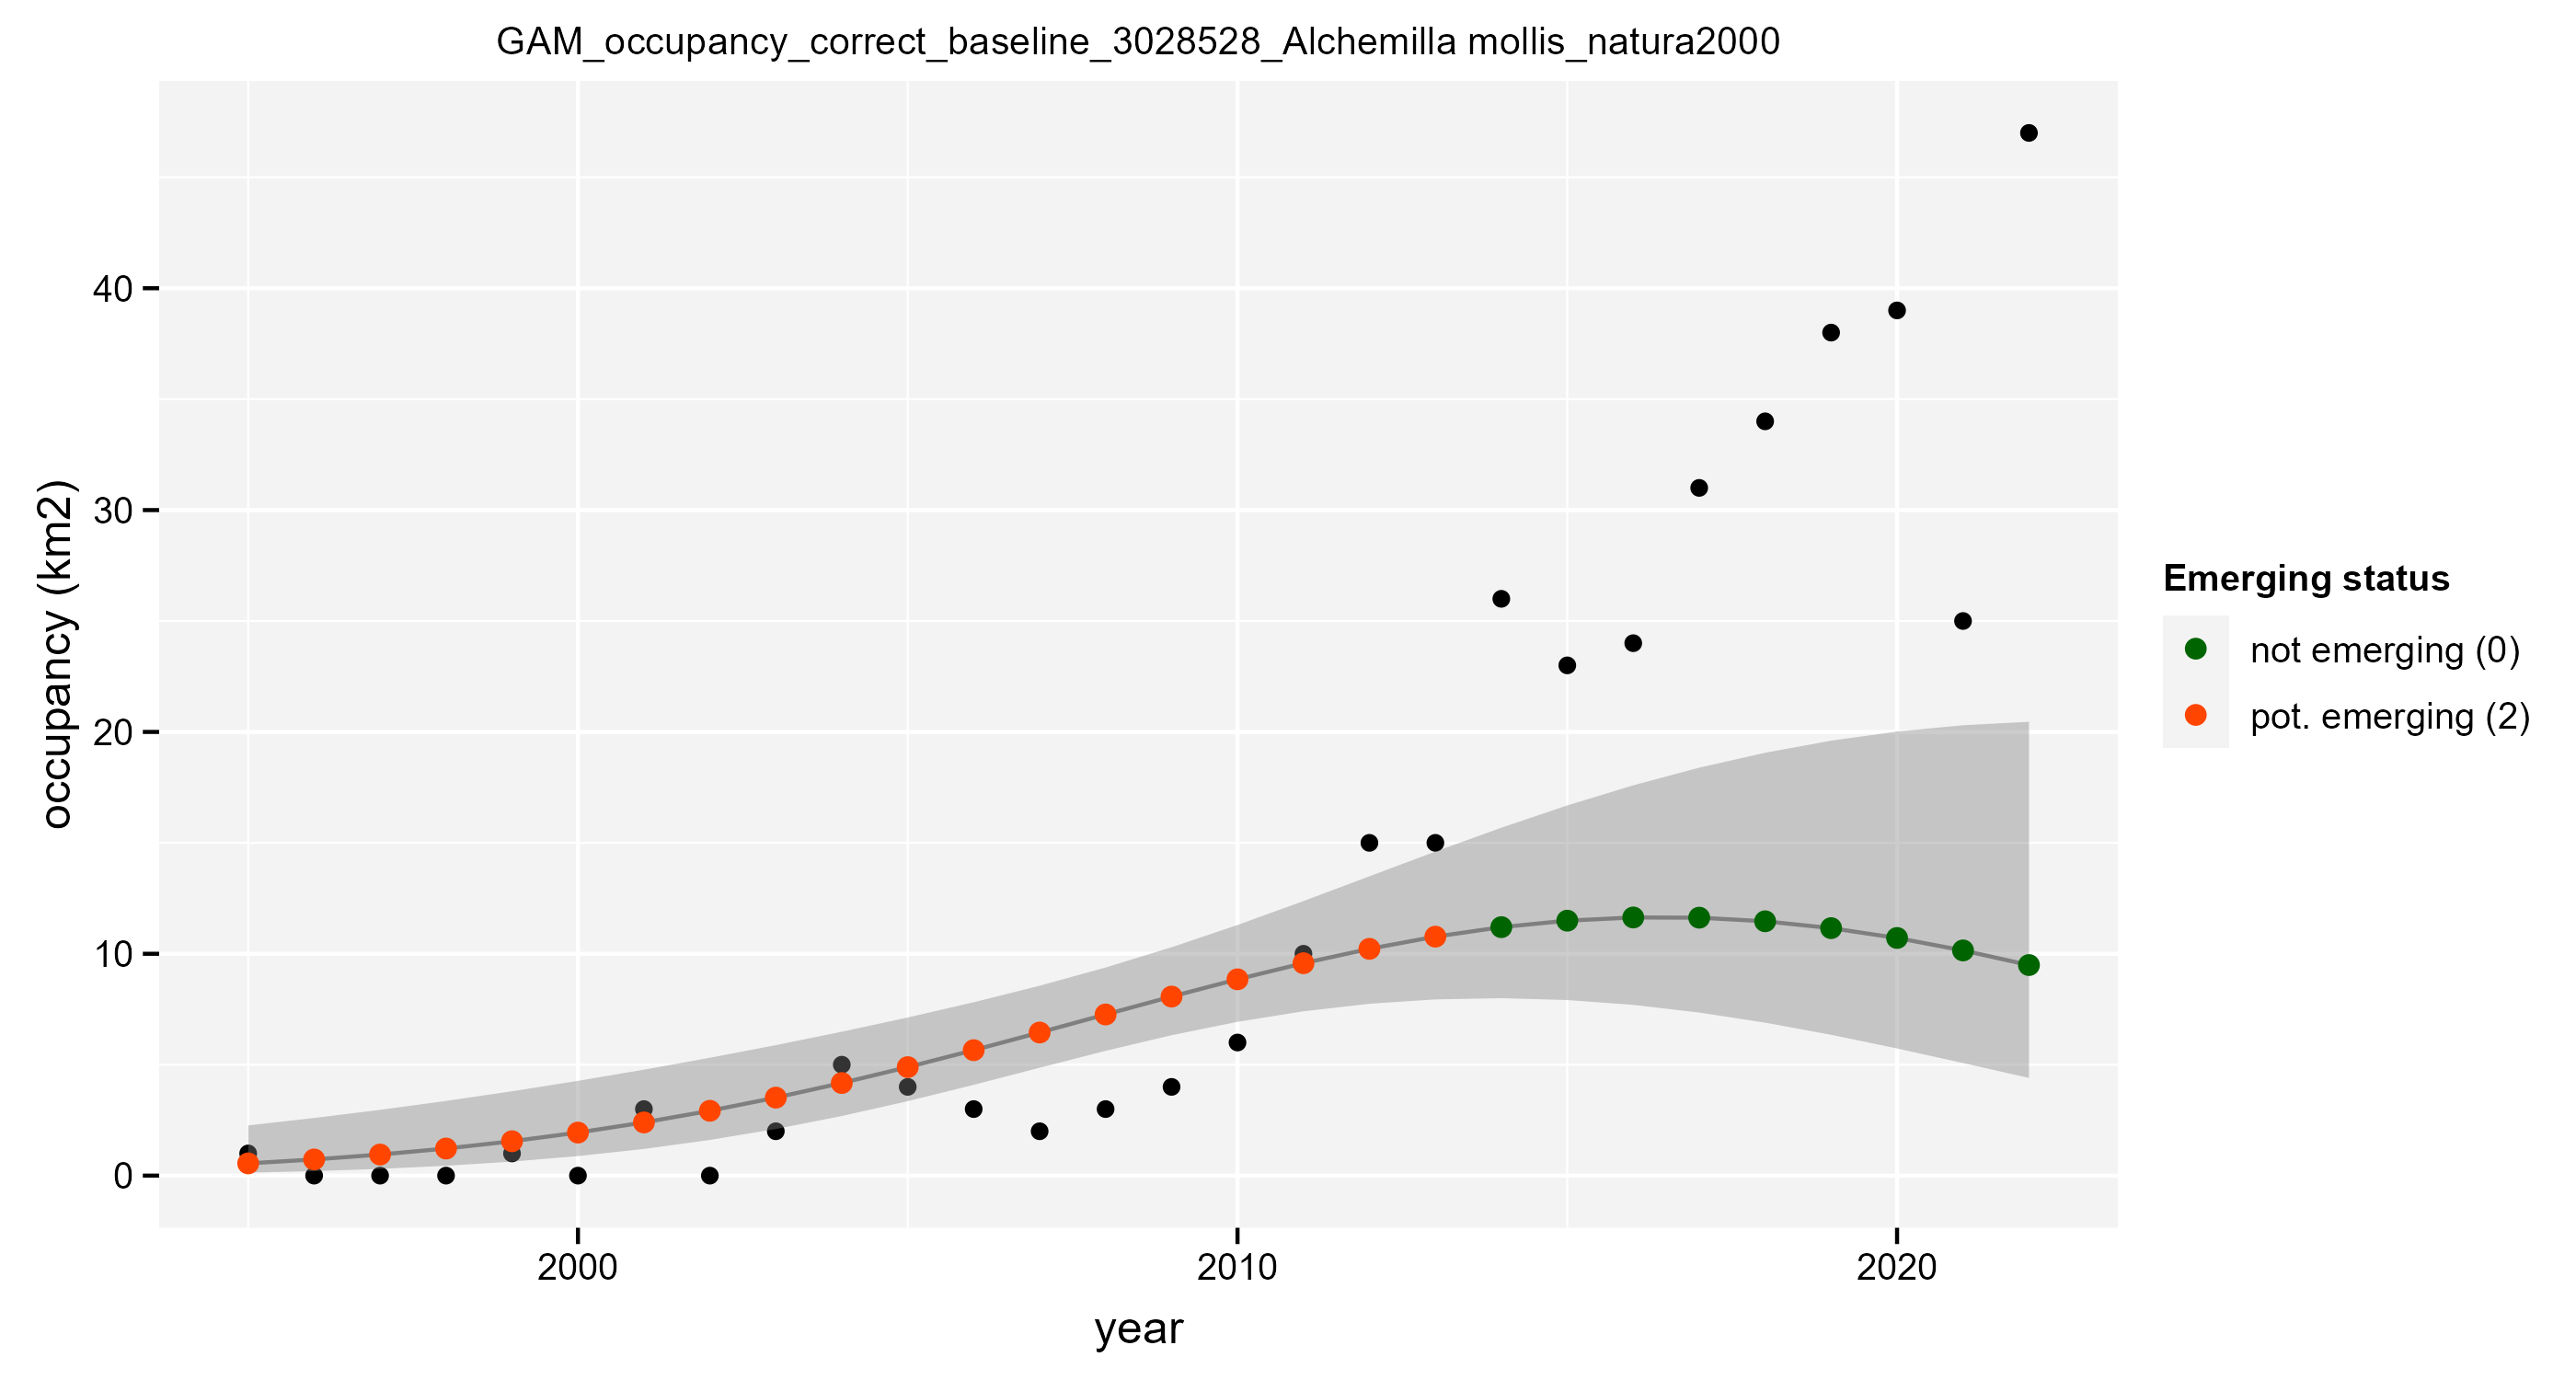 GAM_occupancy_correct_baseline_3028528_Alchemilla mollis_natura2000
occupancy (km2)
40
30
20
10
0
2000
2010
2020
year
Emerging status
not emerging (0)
pot. emerging (2)